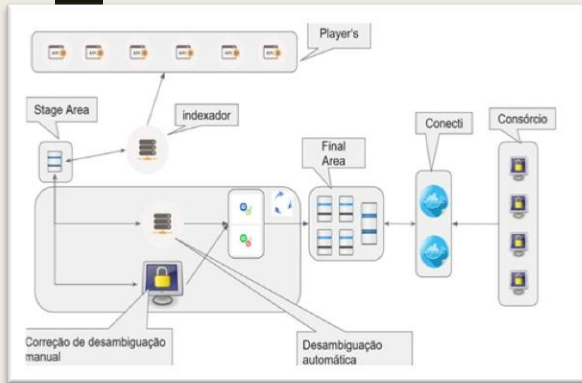 Player's
Stage Area
indexador
Final
Area
Conecti
Consórcio
Correção de desambiguação
manual
Desambiguação
automática